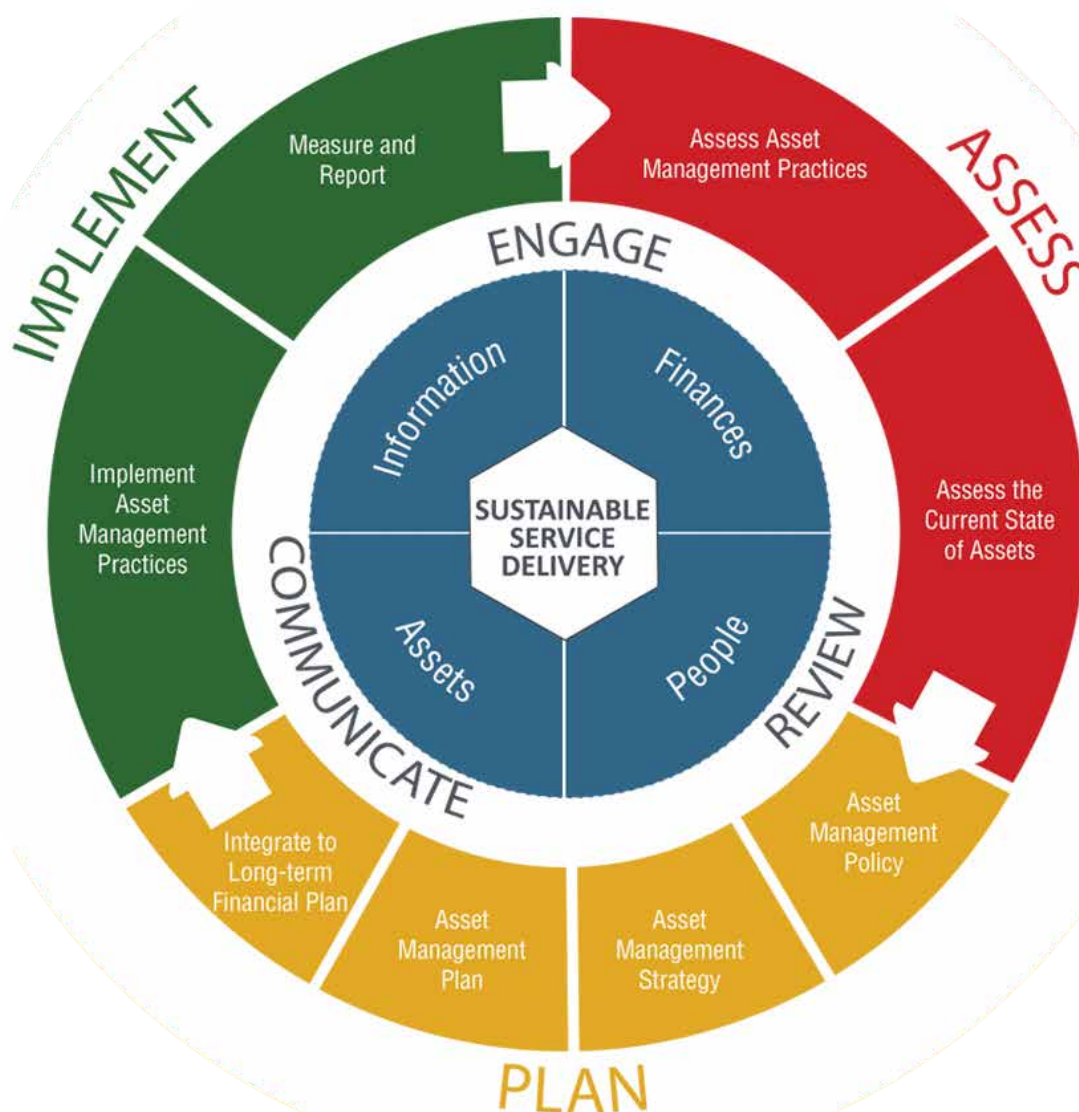 IMPLEMENT
ASSESS
Measure and
Report
Assess Asset
Management Practices
ENGAGE
Information
Finances
Implement
Asset
Management
Practices
SUSTAINABLE
SERVICE
DELIVERY
Assess the
Current State
of Assets
COMMUNICATE
Assets
People
REVIEW
Integrate to
Long-term
Financial Plan
Asset
Management
Plan
Asset
Management
Strategy
Asset
Management
Policy
PLAN